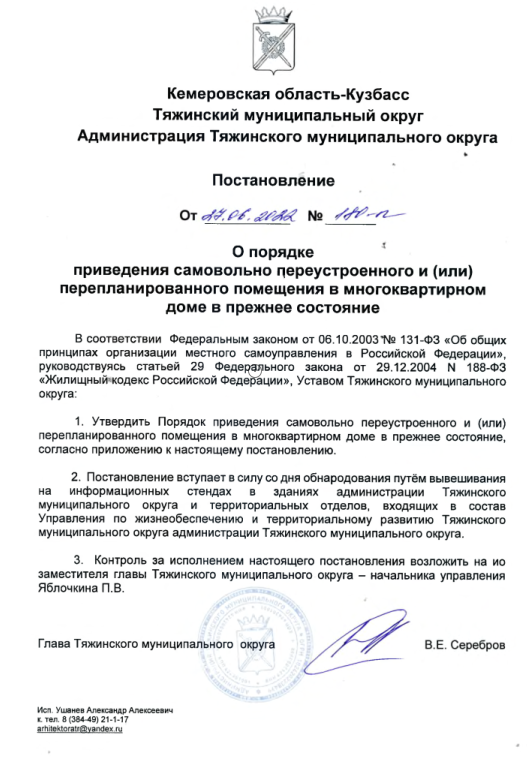 Кемеровская область-Кузбасс
Тяжинский муниципальный округ
Администрация Тяжинского муниципального округа
Постановление
От 27.06.2022 № 180-п
О порядке
приведения самовольно переустроенного и (или)
перепланированного помещения в многоквартирном
доме в прежнее состояние
В соответствии Федеральным законом от 06.10.2003 № 131-ФЗ «Об общих
принципах организации местного самоуправления в Российской Федерации»,
руководствуясь статьей 29 Федерального закона от 29.12.2004 N 188-ФЗ
«Жилищный кодекс Российской Федерации», Уставом Тяжинского муниципального
округа:
1. Утвердить Порядок приведения самовольно переустроенного и (или)
перепланированного помещения в многоквартирном доме в прежнее состояние,
согласно приложению к настоящему постановлению.
2. Постановление вступает в силу со дня обнародования путём вывешивания
на информационных стендах в зданиях администрации Тяжинского
муниципального округа и территориальных отделов, входящих в состав
Управления по жизнеобеспечению и территориальному развитию Тяжинского
муниципального округа администрации Тяжинского муниципального округа.
3. Контроль за исполнением настоящего постановления возложить на ио
заместителя главы Тяжинского муниципального округа – начальника управления
Яблочкина П.В.
Глава Тяжинского муниципального округа В.Е. Серебров
Исп. Ушанев Александр Алексеевич
к. тел. 8 (384-49) 21-1-17
arhitektoratr@yandex.ru